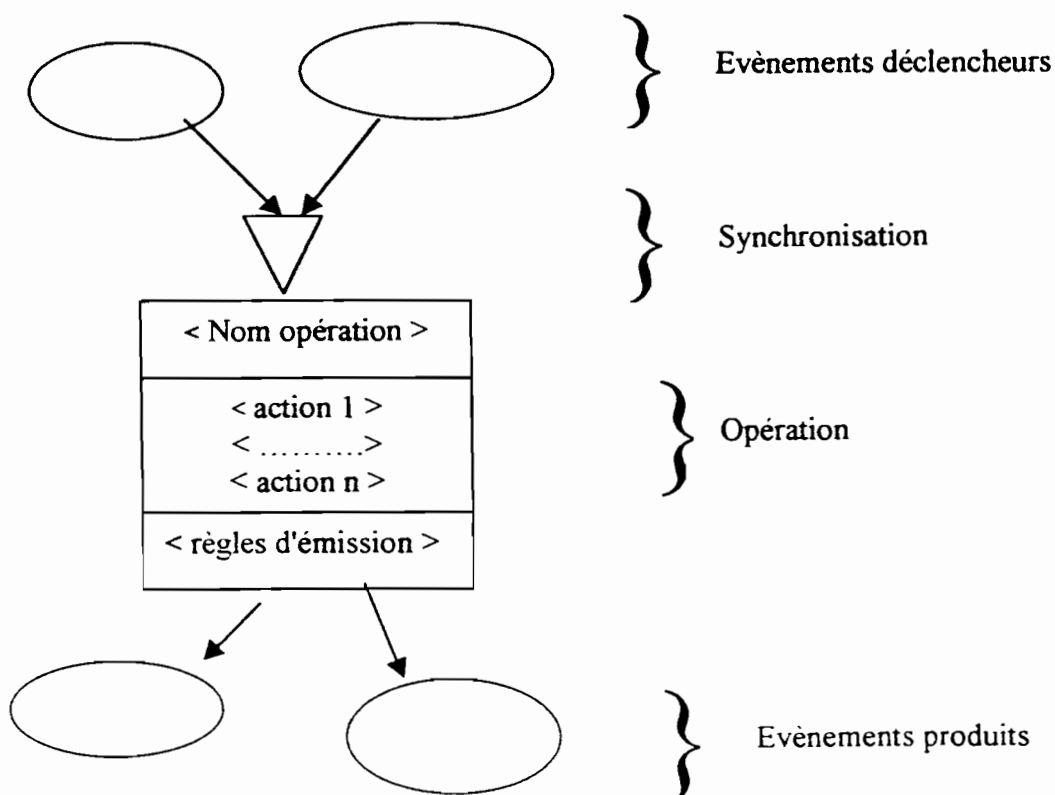 Evènements déclencheurs
Synchronisation
< Nom opération >
< action 1 >
< ..........>
< action n >
Opération
< règles d'émission >
Evènements produits